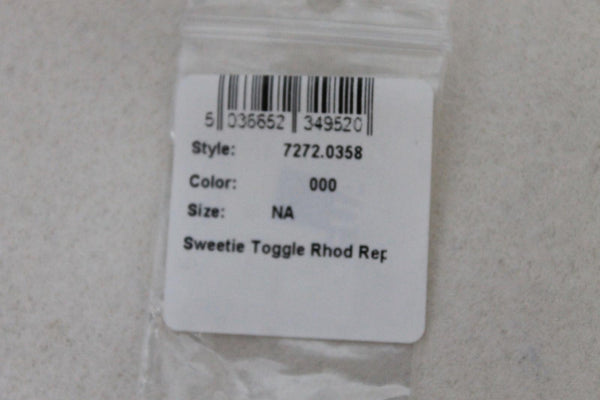 5 036652 349520
Style: 7272.0358
Color: 000
Size: NA
Sweetie Toggle Rhod Rep